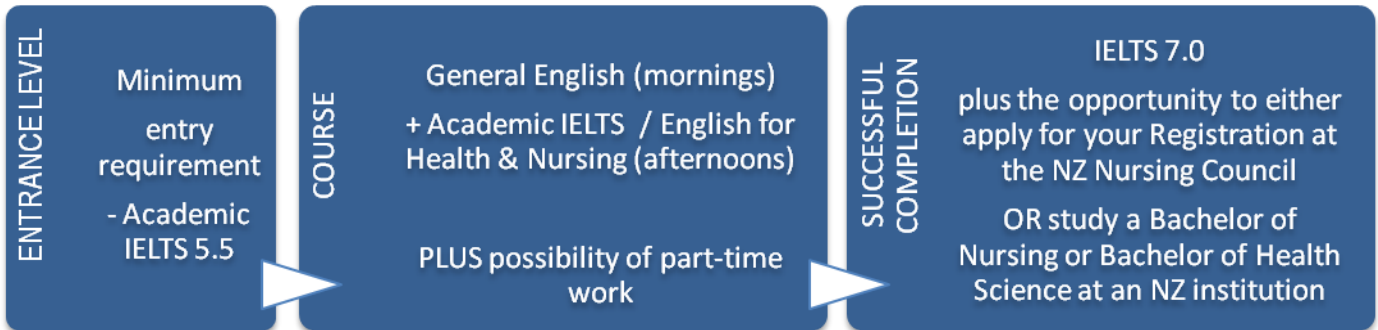 ENTRANCE LEVEL
Minimum
entry
requirement
- Academic
IELTS 5.5
COURSE
General English (mornings)
+ Academic IELTS / English for
Health & Nursing (afternoons)
PLUS possibility of part-time
work
SUCCESSFUL
COMPLETION
IELTS 7.0
plus the opportunity to either
apply for your Registration at
the NZ Nursing Council
OR study a Bachelor of
Nursing or Bachelor of Health
Science at an NZ institution